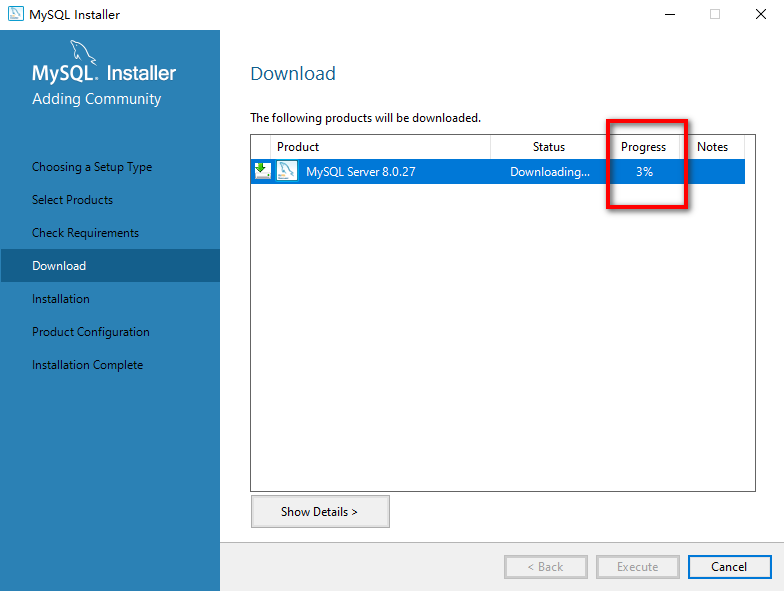 MySQL Installer
MySQL. Installer
Adding Community
Choosing a Setup Type
Select Products
Check Requirements
Download
Installation
Product Configuration
Installation Complete
Download
The following products will be downloaded.
Product Status Progress Notes
MySQL Server 8.0.27 Downloading... 3%
Show Details >
< Back Execute Cancel